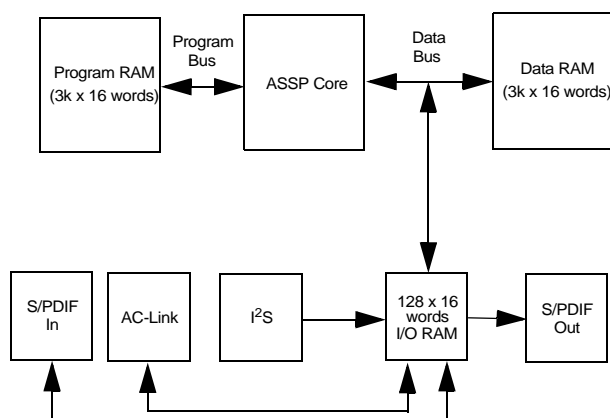 Program RAM
(3k x 16 words)
Program
Bus
ASSP Core
Data
Bus
Data RAM
(3k x 16 words)
S/PDIF
In
AC-Link
I²S
128 x 16
words
I/O RAM
S/PDIF
Out